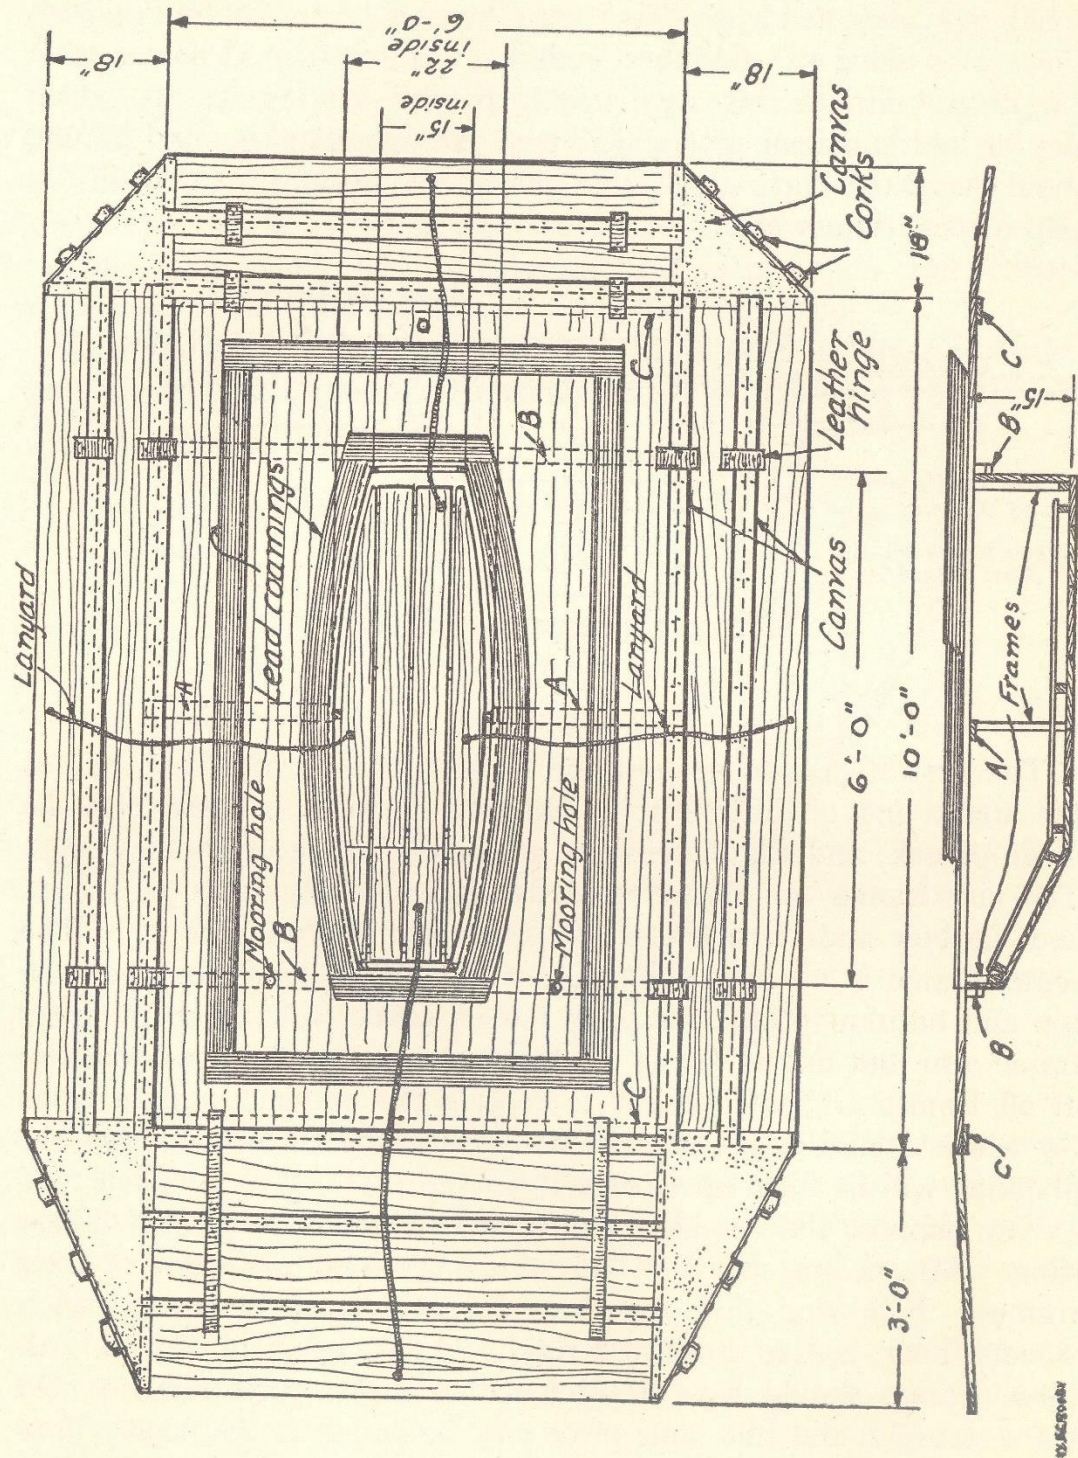 18"
6'-0"
22"
inside
15"
inside
18"
Canvas
Corks
Lanyard
Lead coamings
Leather
hinge
Canvas
Lanyard
Mooring hole
Mooring hole
A
A
B
B
C
C
18"
10'-0"
6'-0"
3'-0"
15"
Frames
A
B
B
C
C